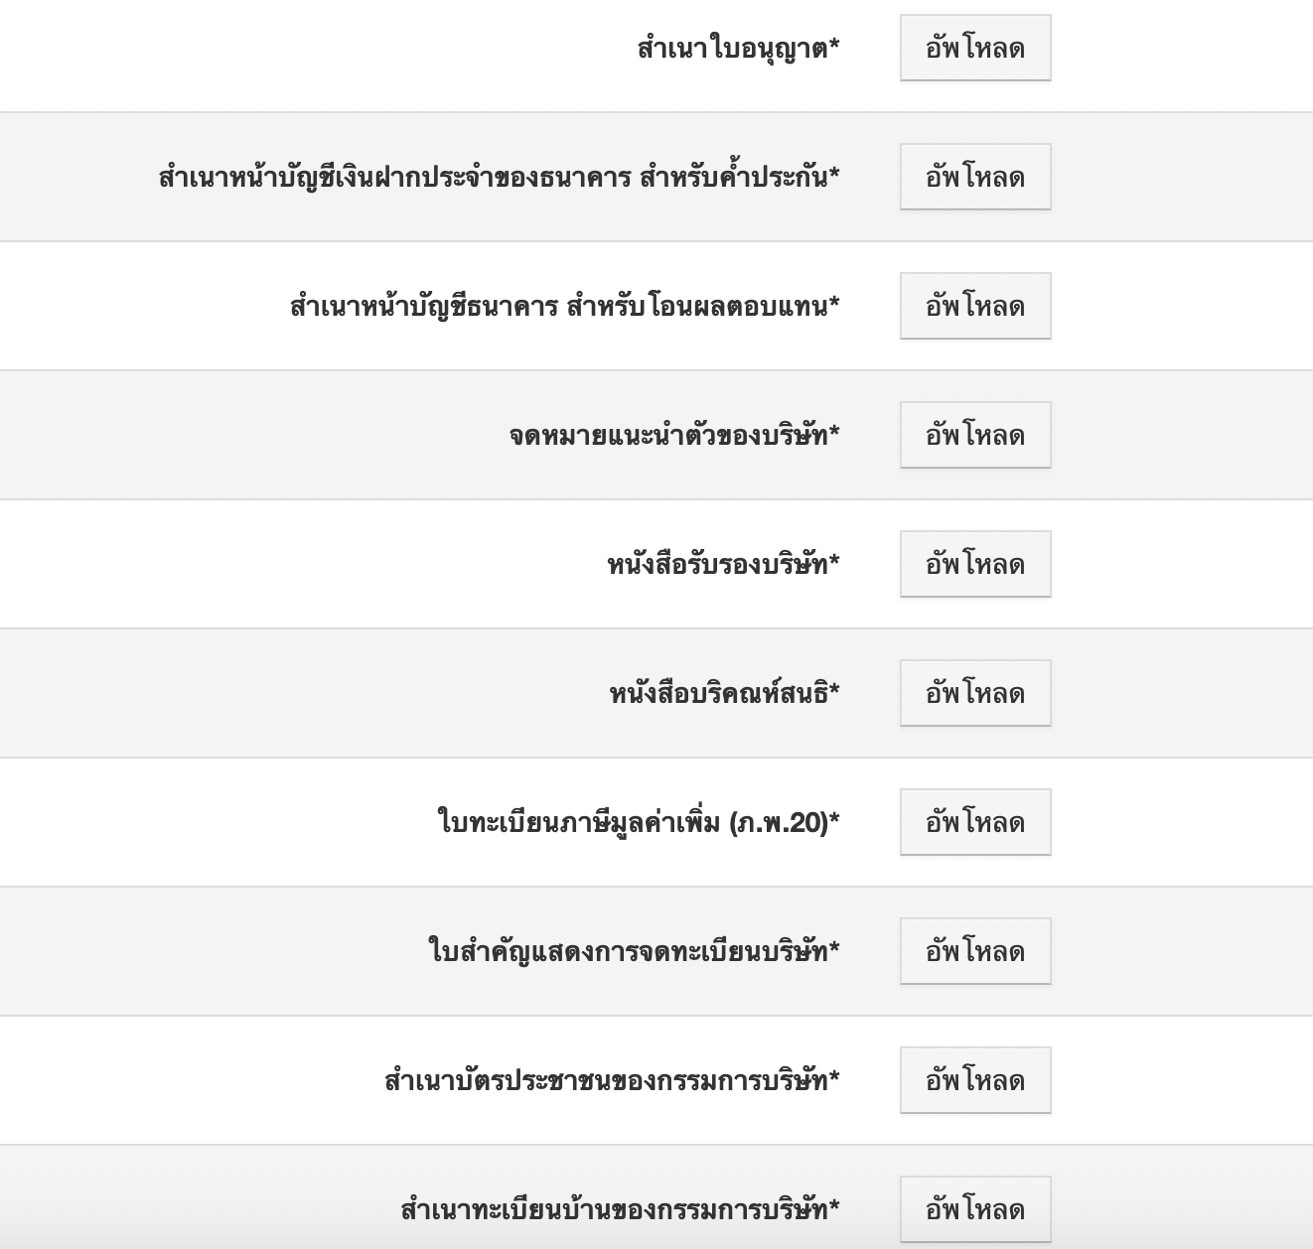 สำเนาใบอนุญาต* อัพโหลด
สำเนาหน้าบัญชีเงินฝากประจำของธนาคาร สำหรับค้ำประกัน* อัพโหลด
สำเนาหน้าบัญชีธนาคาร สำหรับโอนผลตอบแทน* อัพโหลด
จดหมายแนะนำตัวของบริษัท* อัพโหลด
หนังสือรับรองบริษัท* อัพโหลด
หนังสือบริคณห์สนธิ* อัพโหลด
ใบทะเบียนภาษีมูลค่าเพิ่ม (ภ.พ.20)* อัพโหลด
ใบสำคัญแสดงการจดทะเบียนบริษัท* อัพโหลด
สำเนาบัตรประชาชนของกรรมการบริษัท* อัพโหลด
สำเนาทะเบียนบ้านของกรรมการบริษัท* อัพโหลด